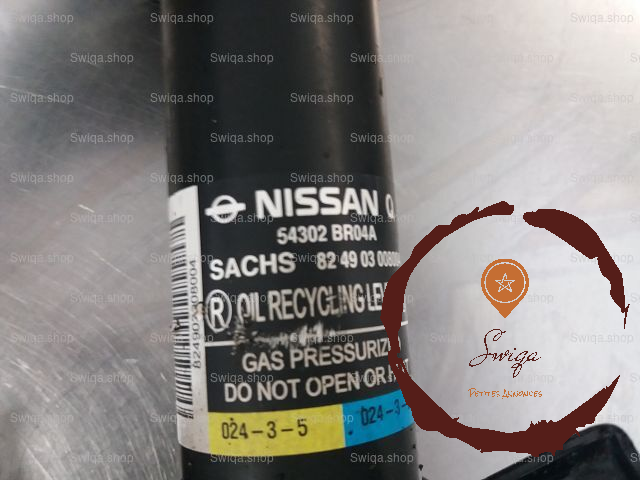 NISSAN
54302 BR04A
SACHS 82 49 03
OIL RECYCLING
GAS PRESSURIZED
DO NOT OPEN OR
024-3-5
024-3-
Swiqa
PETITES ANNONCES
Swiqa.shop